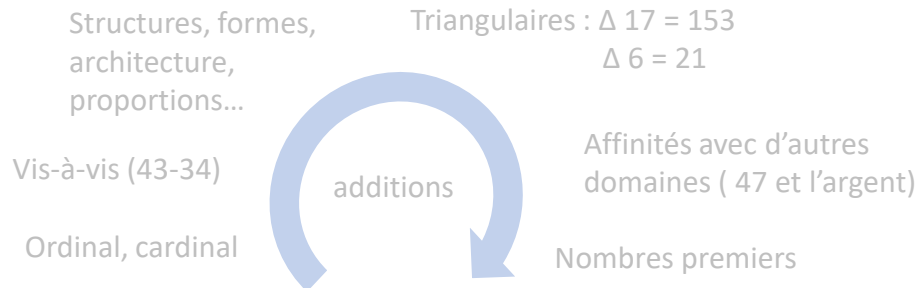 Structures, formes,
architecture,
proportions…
Triangulaires : Δ 17 = 153
Δ 6 = 21
Vis-à-vis (43-34)
additions
Affinités avec d’autres
domaines ( 47 et l’argent)
Ordinal, cardinal
Nombres premiers